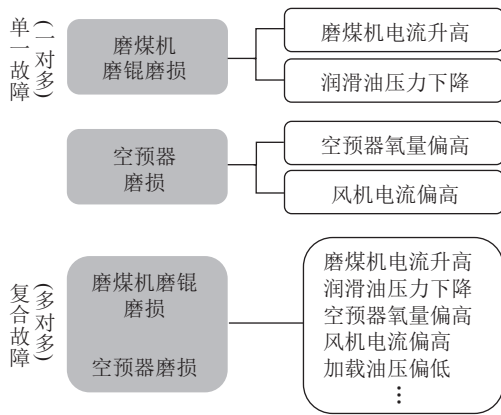 单一故障
(一对多)
磨煤机
磨辊磨损
磨煤机电流升高
润滑油压力下降
空预器
磨损
空预器氧量偏高
风机电流偏高
复合故障
(多对多)
磨煤机磨辊
磨损
空预器磨损
磨煤机电流升高
润滑油压力下降
空预器氧量偏高
风机电流偏高
加载油压偏低
⋮